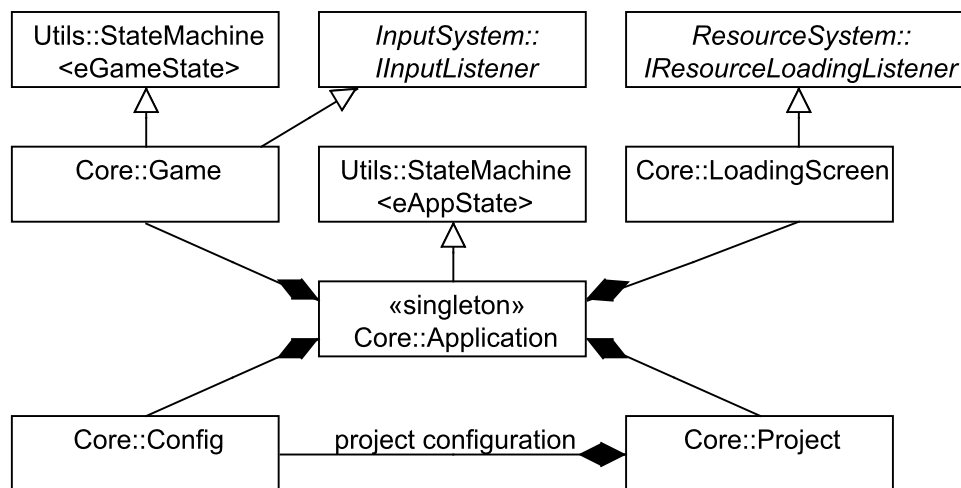 Utils::StateMachine
<eGameState>
InputSystem::
IInputListener
ResourceSystem::
IResourceLoadingListener
Core::Game
Utils::StateMachine
<eAppState>
Core::LoadingScreen
«singleton»
Core::Application
Core::Config
project configuration
Core::Project